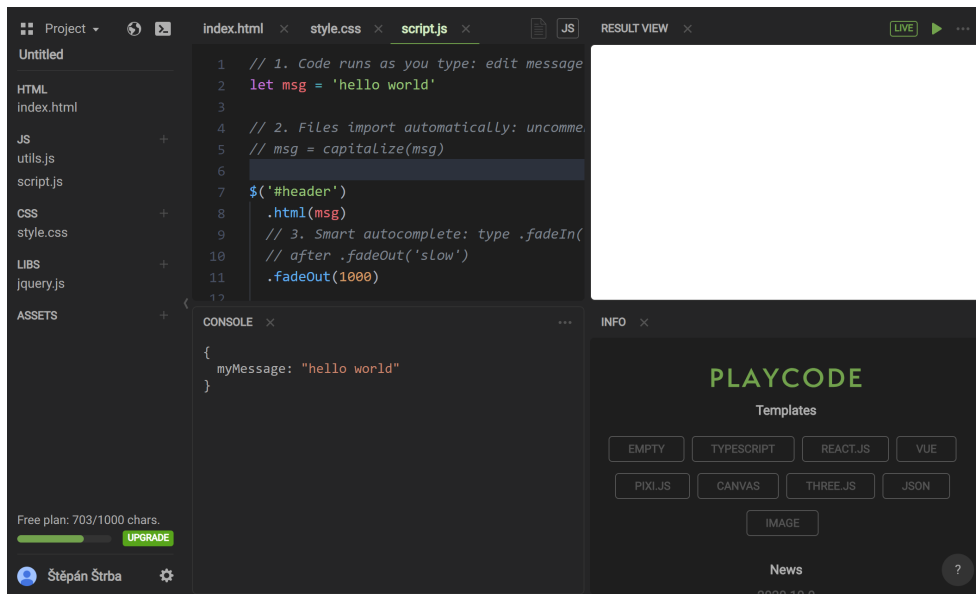 Project
Untitled
HTML
index.html
JS
utils.js
script.js
CSS
style.css
LIBS
jquery.js
ASSETS
Free plan: 703/1000 chars.
UPGRADE
Štěpán Štrba
index.html style.css script.js JS
1 // 1. Code runs as you type: edit message
2 let msg = 'hello world'
3
4 // 2. Files import automatically: uncomme
5 // msg = capitalize(msg)
6
7 $('#header')
8 .html(msg)
9 // 3. Smart autocomplete: type .fadeIn(
10 // after .fadeOut('slow')
11 .fadeOut(1000)
12
CONSOLE
{
myMessage: "hello world"
}
RESULT VIEW LIVE
INFO
PLAYCODE
Templates
EMPTY TYPESCRIPT REACT.JS VUE
PIXI.JS CANVAS THREE.JS JSON
IMAGE
News
?